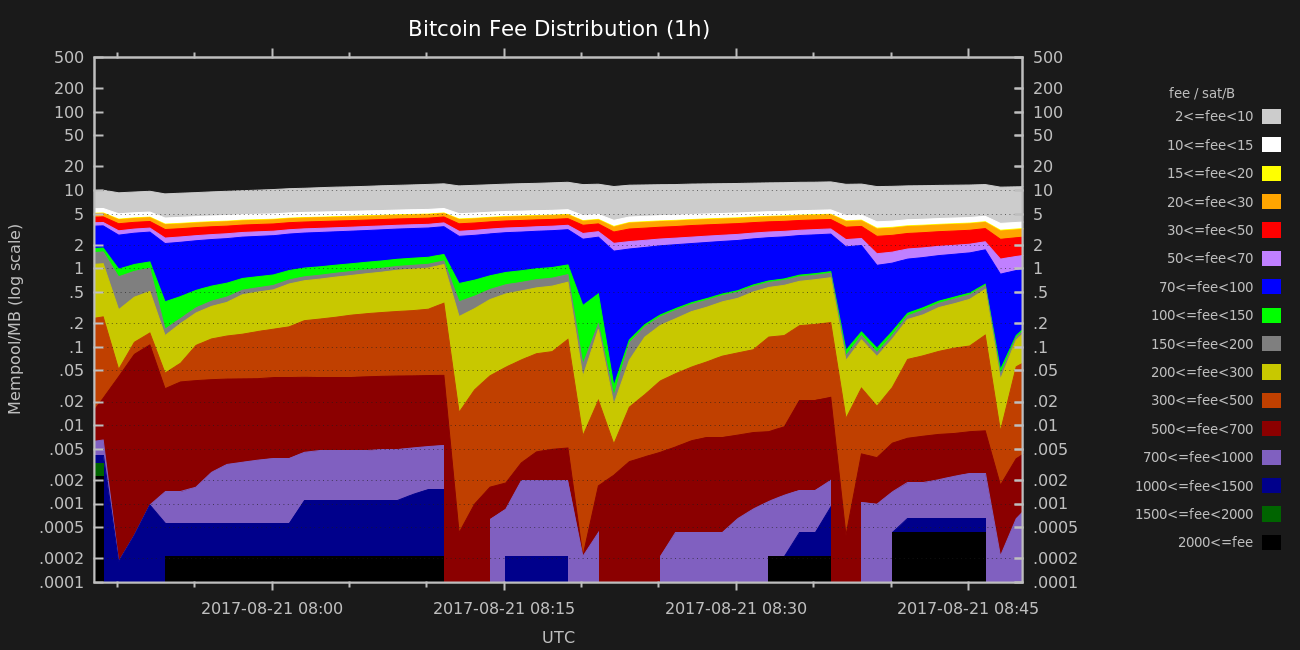 Bitcoin Fee Distribution (1h)
500
200
100
50
20
10
5
2
1
.5
.2
.1
.05
.02
.01
.005
.002
.001
.0005
.0002
.0001
Mempool/MB (log scale)
500
200
100
50
20
10
5
2
1
.5
.2
.1
.05
.02
.01
.005
.002
.001
.0005
.0002
.0001
2017-08-21 08:00
2017-08-21 08:15
2017-08-21 08:30
2017-08-21 08:45
UTC
fee / sat/B
2<=fee<10
10<=fee<15
15<=fee<20
20<=fee<30
30<=fee<50
50<=fee<70
70<=fee<100
100<=fee<150
150<=fee<200
200<=fee<300
300<=fee<500
500<=fee<700
700<=fee<1000
1000<=fee<1500
1500<=fee<2000
2000<=fee